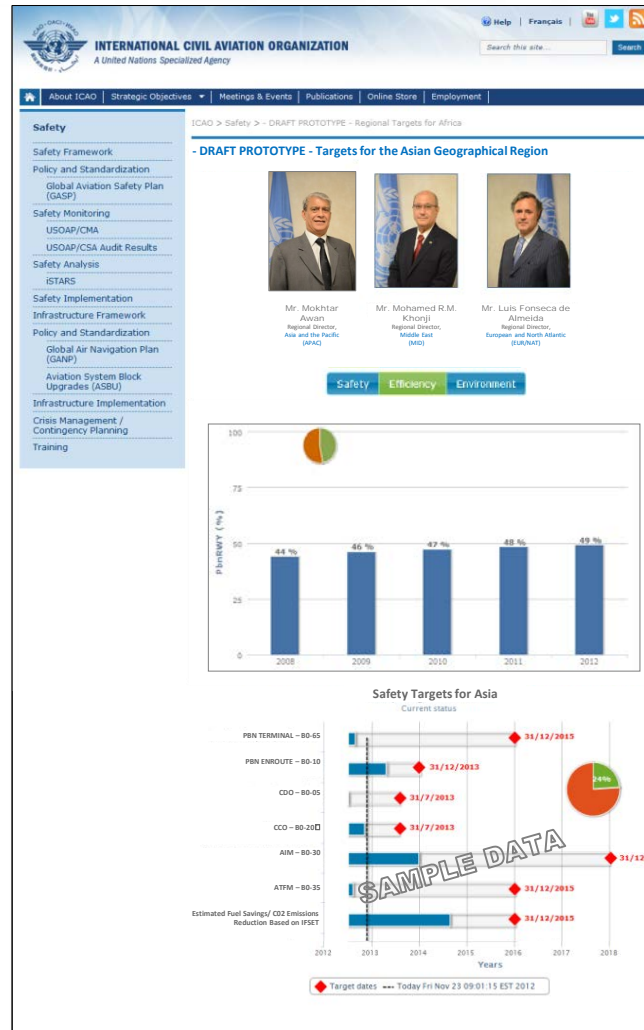 Help | Français |
INTERNATIONAL CIVIL AVIATION ORGANIZATION
A United Nations Specialized Agency
Search this site...
Search
About ICAO | Strategic Objectives | Meetings & Events | Publications | Online Store | Employment |
Safety
Safety Framework
Policy and Standardization
Global Aviation Safety Plan
(GASP)
Safety Monitoring
USOAP/CMA
USOAP/CSA Audit Results
Safety Analysis
iSTARS
Safety Implementation
Infrastructure Framework
Policy and Standardization
Global Air Navigation Plan
(GANP)
Aviation System Block
Upgrades (ASBU)
Infrastructure Implementation
Crisis Management /
Contingency Planning
Training
ICAO > Safety > - DRAFT PROTOTYPE - Regional Targets for Africa
- DRAFT PROTOTYPE - Targets for the Asian Geographical Region
Mr. Mokhtar
Awan
Regional Director,
Asia and the Pacific
(APAC)
Mr. Mohamed R.M.
Khonji
Regional Director,
Middle East
(MID)
Mr. Luis Fonseca de
Almeida
Regional Director,
European and North Atlantic
(EUR/NAT)
Safety
Efficiency
Environment
PbnRWY (%)
100
75
50
25
0
44 %
46 %
47 %
48 %
49 %
2008
2009
2010
2011
2012
Safety Targets for Asia
Current status
PBN TERMINAL – B0-65
31/12/2015
PBN ENROUTE – B0-10
31/12/2013
CDO – B0-05
31/7/2013
24%
CCO – B0-20
31/7/2013
AIM – B0-30
31/12
SAMPLE DATA
ATFM – B0-35
31/12/2015
Estimated Fuel Savings/ C02 Emissions
Reduction Based on IFSET
31/12/2015
2012
2013
2014
2015
2016
2017
2018
Years
Target dates
Today Fri Nov 23 09:01:15 EST 2012